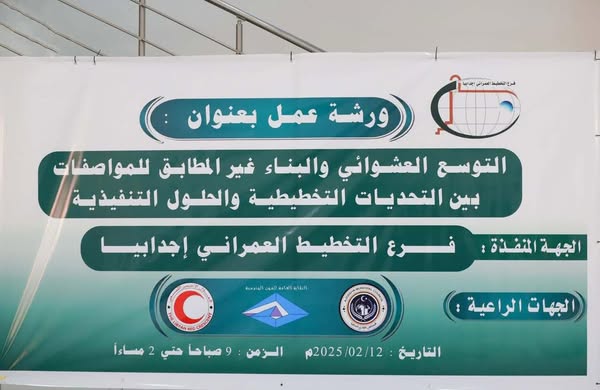 فرع التخطيط العمراني إجدابيا
ورشة عمل بعنوان :
التوسع العشوائي والبناء غير المطابق للمواصفات
بين التحديات التخطيطية والحلول التنفيذية
الجهة المنفذة : فرع التخطيط العمراني إجدابيا
الجهات الراعية :
النقابة العامة للمهن الهندسية
التاريخ : 2025/02/12م الزمن : 9 صباحاً حتي 2 مساءاً